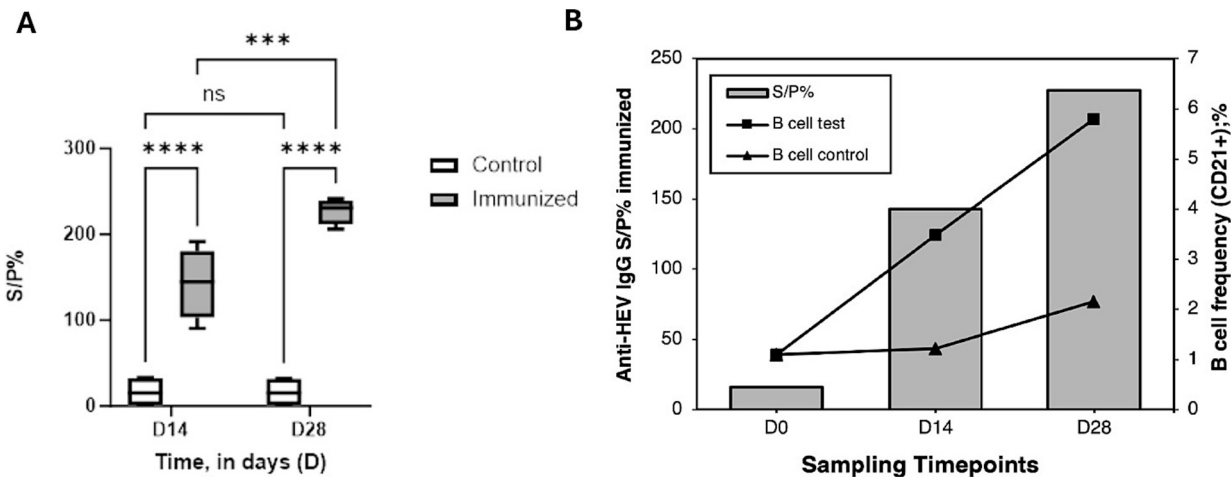 A
***
ns
****
****
300
200
100
0
S/P%
D14
D28
Time, in days (D)
Control
Immunized
B
250
200
150
100
50
0
Anti-HEV IgG S/P% immunized
S/P%
B cell test
B cell control
7
6
5
4
3
2
1
0
B cell frequency (CD21+);%
D0
D14
D28
Sampling Timepoints